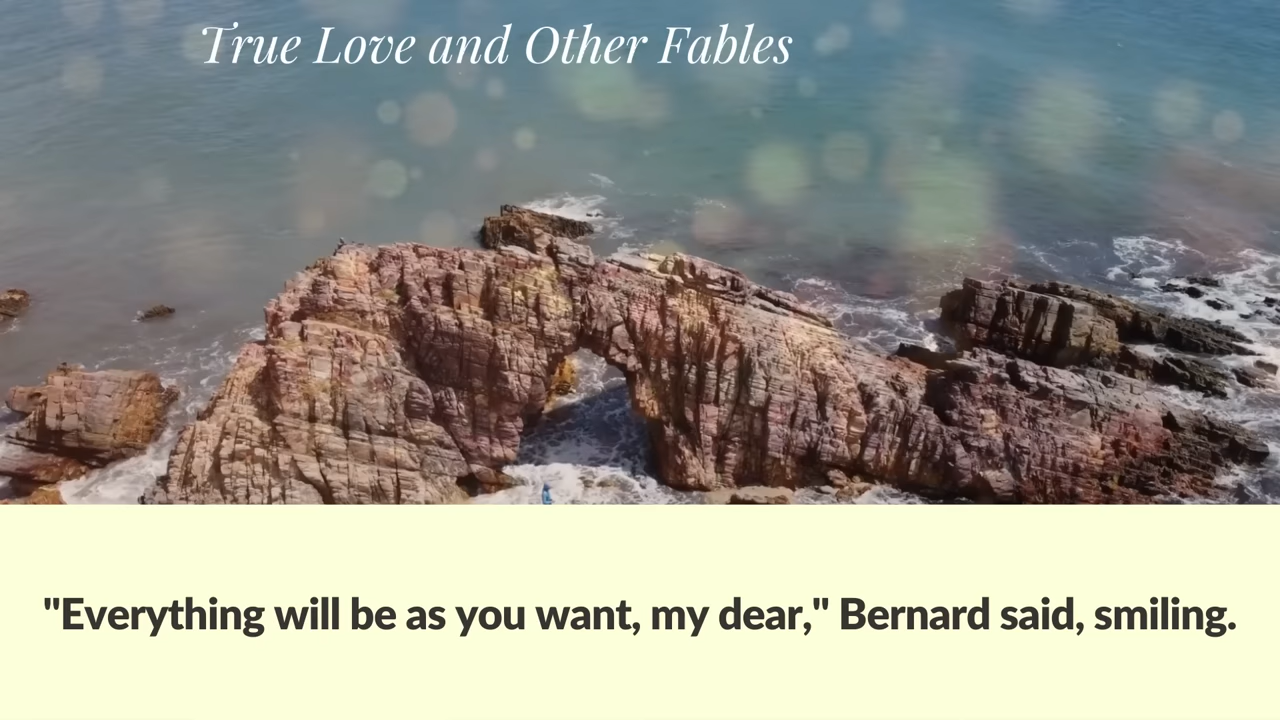 True Love and Other Fables
"Everything will be as you want, my dear," Bernard said, smiling.